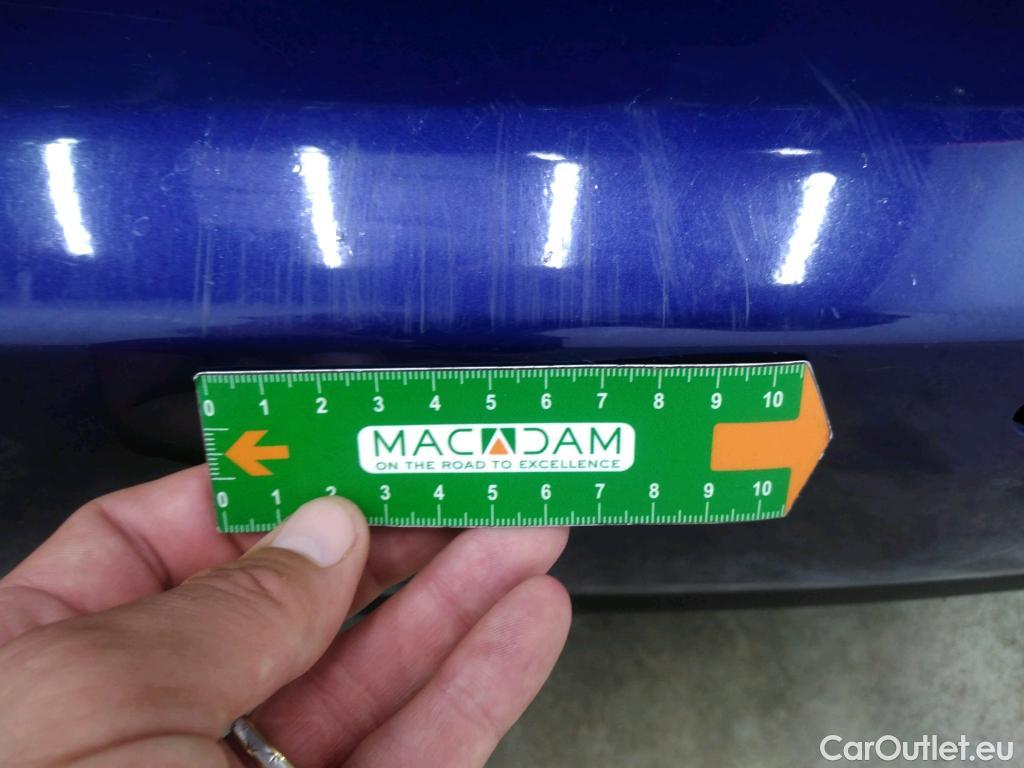 0 1 2 3 4 5 6 7 8 9 10
MACADAM
ON THE ROAD TO EXCELLENCE
0 1 2 3 4 5 6 7 8 9 10
CarOutlet.eu